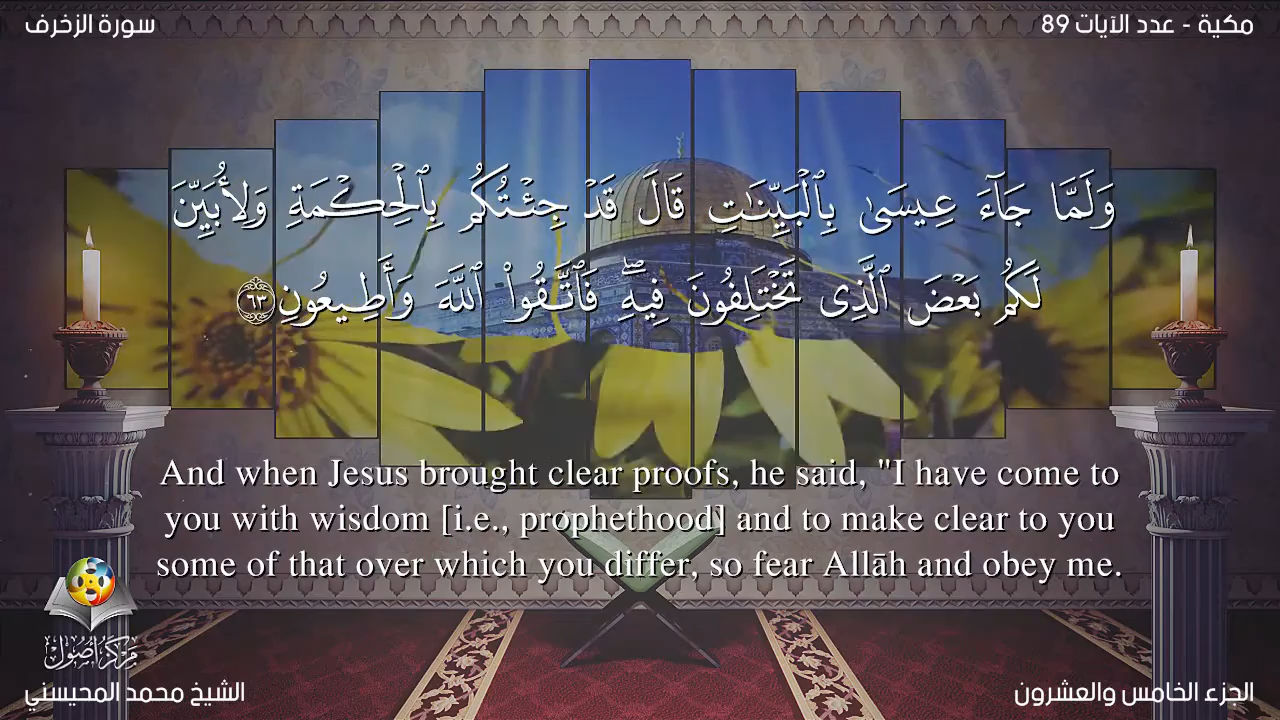 مكية - عدد الآيات 89
سورة الزخرف
وَلَمَّا جَآءَ عِيسَىٰ بِٱلْبَيِّنَٰتِ قَالَ قَدْ جِئْتُكُم بِٱلْحِكْمَةِ وَلِأُبَيِّنَ
لَكُم بَعْضَ ٱلَّذِى تَخْتَلِفُونَ فِيهِ ۖ فَٱتَّقُوا۟ ٱللَّهَ وَأَطِيعُونِ ٦٣
And when Jesus brought clear proofs, he said, "I have come to
you with wisdom [i.e., prophethood] and to make clear to you
some of that over which you differ, so fear Allāh and obey me.
مركز أصول
الجزء الخامس والعشرون
الشيخ محمد المحيسني